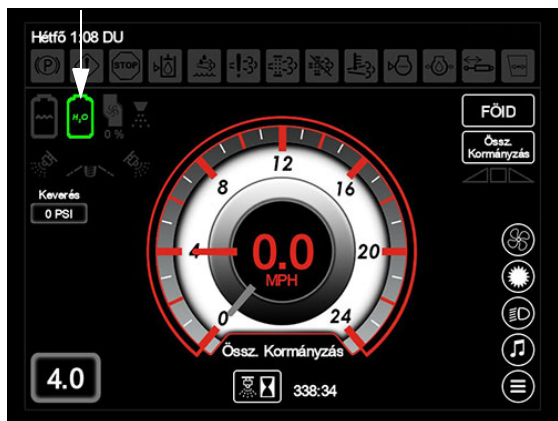 Hétfő 1:08 DU
(P)
STOP
H₂O
0 %
FÖlD
Össz.
Kormányzás
Keverés
0 PSI
0
4
8
12
16
20
24
0.0
MPH
Össz. Kormányzás
4.0
338:34